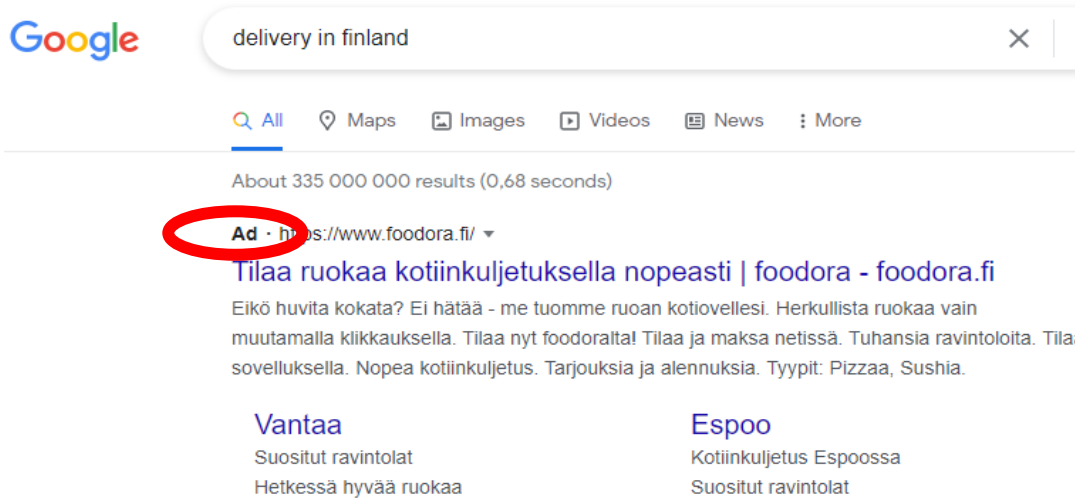 Google
delivery in finland
All Maps Images Videos News More
About 335 000 000 results (0,68 seconds)
Ad · https://www.foodora.fi/
Tilaa ruokaa kotiinkuljetuksella nopeasti | foodora - foodora.fi
Eikö huvita kokata? Ei hätää - me tuomme ruoan kotiovellesi. Herkullista ruokaa vain
muutamalla klikkauksella. Tilaa nyt foodoralta! Tilaa ja maksa netissä. Tuhansia ravintoloita. Tilaa
sovelluksella. Nopea kotiinkuljetus. Tarjouksia ja alennuksia. Tyypit: Pizzaa, Sushia.
Vantaa Espoo
Suositut ravintolat Kotiinkuljetus Espoossa
Hetkessä hyvää ruokaa Suositut ravintolat